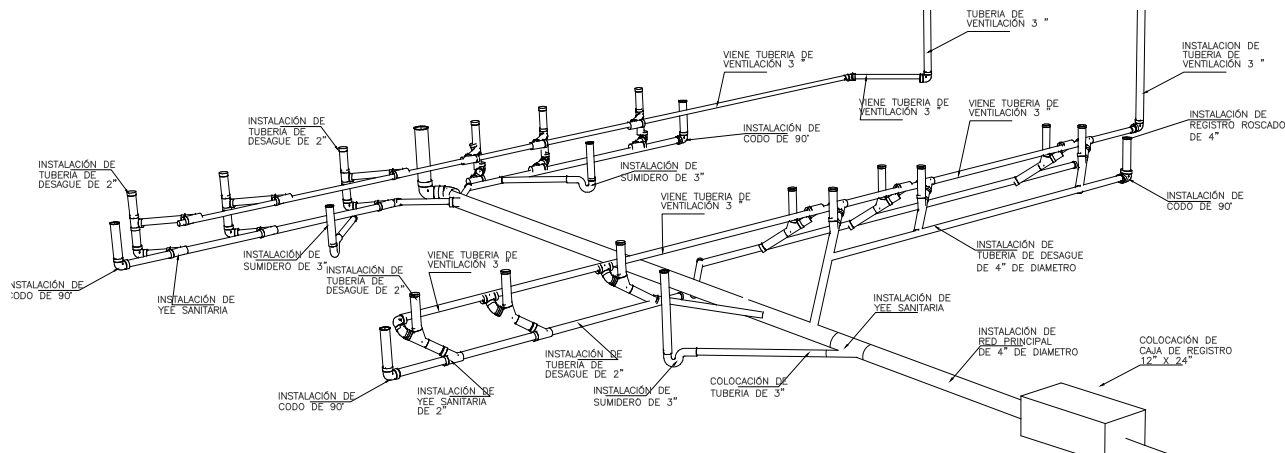 TUBERIA DE
VENTILACIÓN 3 "
VIENE TUBERIA DE
VENTILACIÓN 3 "
INSTALACION DE
TUBERIA DE
VENTILACIÓN 3 "
VIENE TUBERIA DE
VENTILACIÓN 3 "
VIENE TUBERIA DE
VENTILACIÓN 3 "
INSTALACIÓN DE
REGISTRO ROSCADO
DE 4"
INSTALACIÓN DE
TUBERÍA DE
DESAGUE DE 2"
INSTALACIÓN DE
CODO DE 90°
INSTALACIÓN DE
TUBERÍA DE
DESAGUE DE 2"
INSTALACIÓN DE
SUMIDERO DE 3"
INSTALACIÓN DE
CODO DE 90°
VIENE TUBERIA DE
VENTILACIÓN 3 "
INSTALACIÓN DE
TUBERÍA DE DESAGUE
DE 4" DE DIAMETRO
INSTALACIÓN DE
SUMIDERO DE 3"
VIENE TUBERIA DE
VENTILACIÓN 3 "
INSTALACIÓN DE
TUBERÍA DE
DESAGUE DE 2"
NSTALACIÓN DE
CODO DE 90°
INSTALACIÓN DE
YEE SANITARIA
INSTALACIÓN DE
YEE SANITARIA
INSTALACIÓN DE
RED PRINCIPAL
DE 4" DE DIAMETRO
COLOCACIÓN DE
CAJA DE REGISTRO
12" X 24"
INSTALACIÓN DE
TUBERÍA DE
DESAGUE DE 2"
COLOCACIÓN DE
TUBERIA DE 3"
INSTALACIÓN DE
SUMIDERO DE 3"
INSTALACIÓN DE
YEE SANITARIA
DE 2"
INSTALACIÓN DE
CODO DE 90°